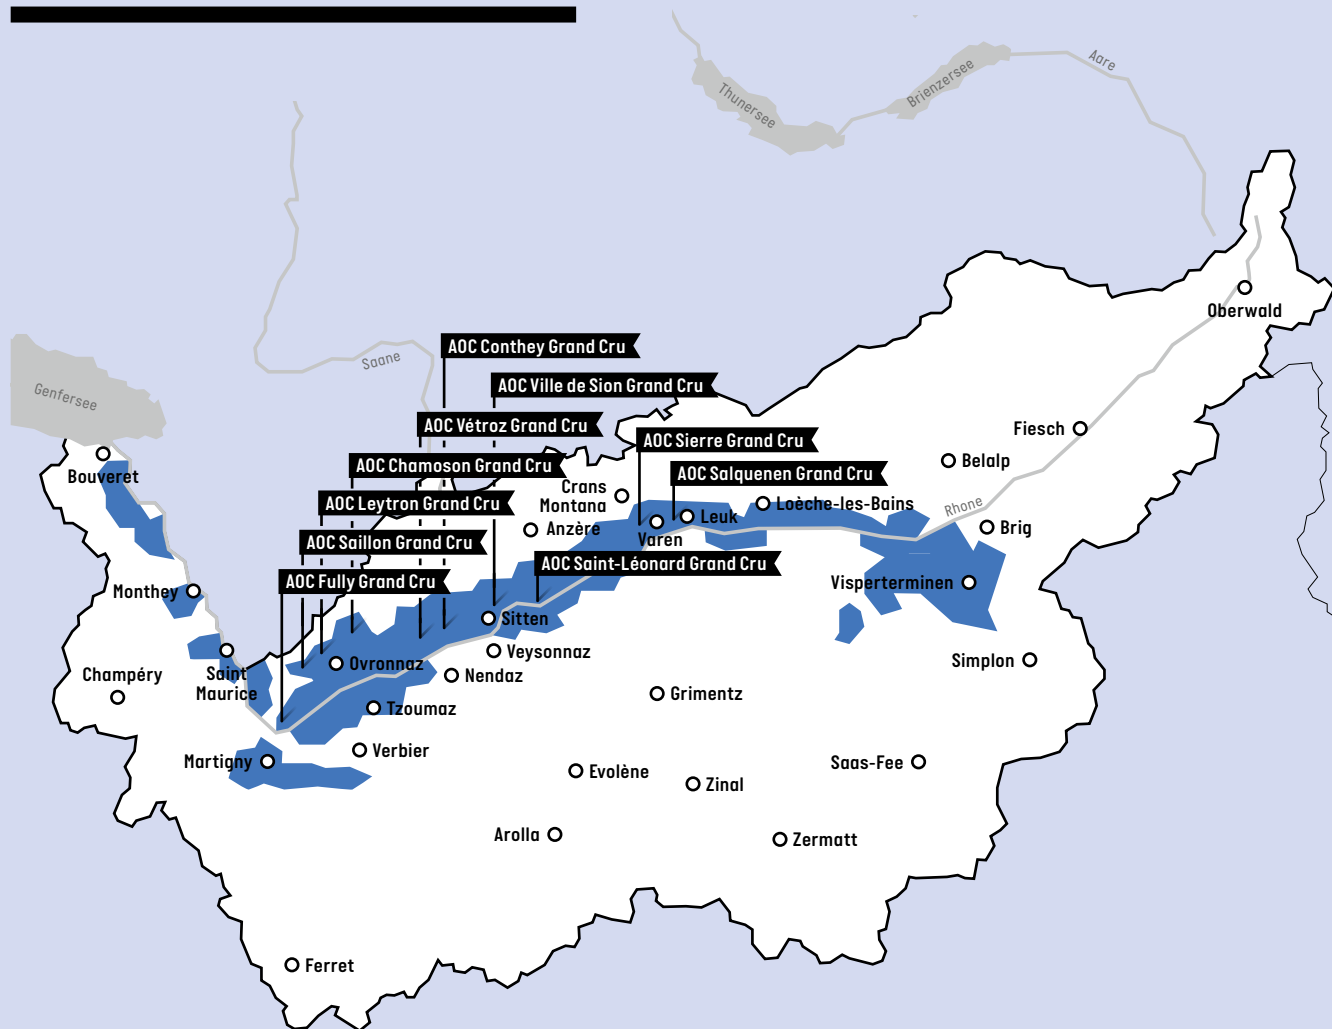 Aare
Brienzersee
Thunersee
Oberwald
AOC Conthey Grand Cru
Saane
AOC Ville de Sion Grand Cru
Genfersee
AOC Vétroz Grand Cru
Fiesch
AOC Sierre Grand Cru
Belalp
AOC Chamoson Grand Cru
AOC Salquenen Grand Cru
Bouveret
Crans
Montana
AOC Leytron Grand Cru
Loèche-les-Bains
Rhone
Leuk
Anzère
Brig
Varen
AOC Saillon Grand Cru
AOC Saint-Léonard Grand Cru
AOC Fully Grand Cru
Visperterminen
Monthey
Sitten
Veysonnaz
Simplon
Ovronnaz
Saint
Maurice
Champéry
Nendaz
Grimentz
Tzoumaz
Verbier
Martigny
Saas-Fee
Evolène
Zinal
Arolla
Zermatt
Ferret